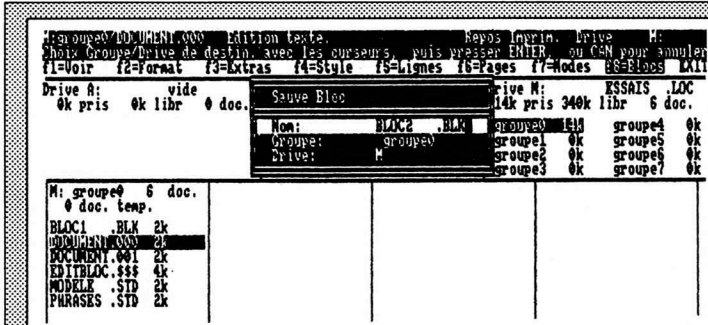 M:groupe0/DOCUMENT.000 Edition texte. Repos Imprim. Drive M:
Choix Groupe/Drive de destin. avec les curseurs, puis presser ENTER, ou CAN pour annuler
f1=Voir f2=Format f3=Extras f4=Style f5=Lignes f6=Pages f7=Modes f8=Blocs EXIT
Drive A: vide
0k pris 0k libr 0 doc.
Sauve Bloc
Nom: BLOC2 .BLK
Groupe: groupe0
Drive: M
rive M: ESSAIS .LOC
14k pris 340k libr 6 doc.
groupe0 14k groupe4 0k
groupe1 0k groupe5 0k
groupe2 0k groupe6 0k
groupe3 0k groupe7 0k
M: groupe0 6 doc.
0 doc. temp.
BLOC1 .BLK 2k
DOCUMENT.000 2k
DOCUMENT.001 2k
EDITBLOC.$$$ 4k
MODELE .STD 2k
PHRASES .STD 2k